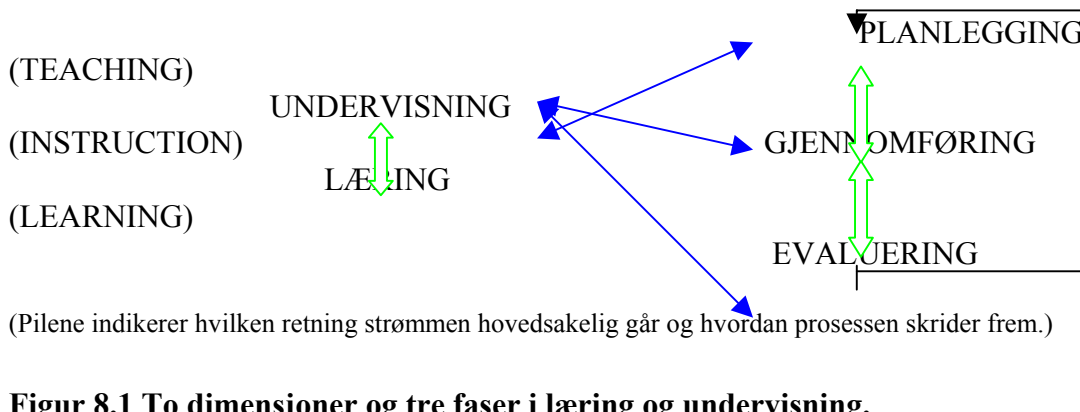 PLANLEGGING
(TEACHING)
UNDERVISNING
(INSTRUCTION)
GJENNOMFØRING
LÆRING
(LEARNING)
EVALUERING
(Pilene indikerer hvilken retning strømmen hovedsakelig går og hvordan prosessen skrider frem.)
Figur 8.1 To dimensjoner og tre faser i læring og undervisning.